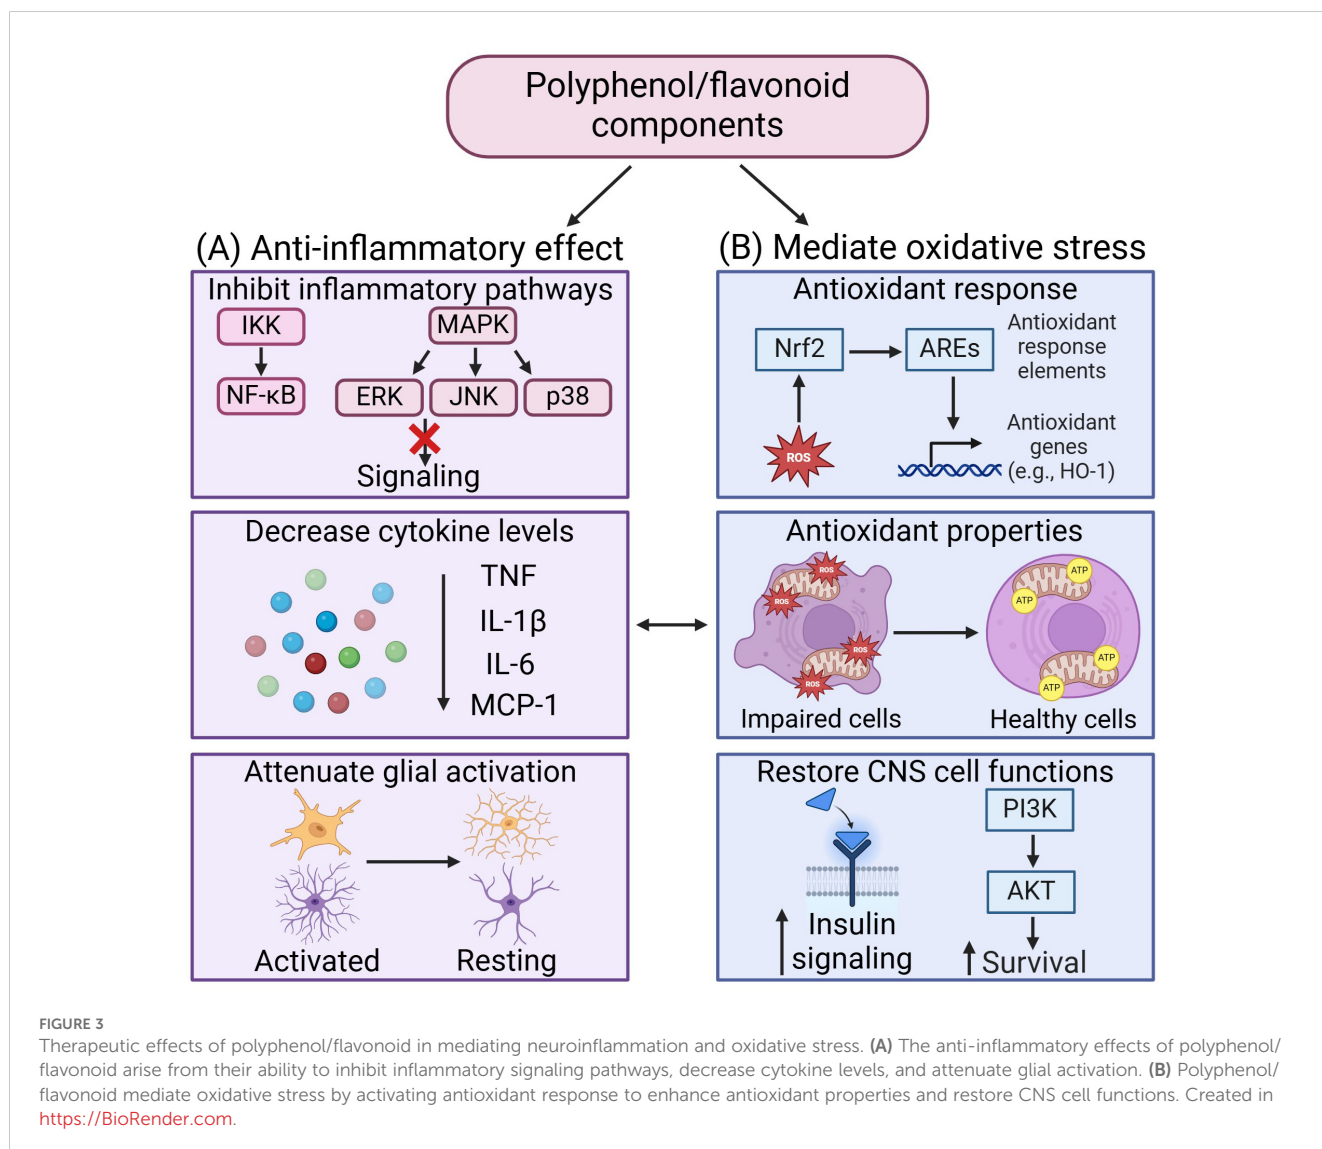 Polyphenol/flavonoid
components
(A) Anti-inflammatory effect
Inhibit inflammatory pathways
IKK
NF-κB
MAPK
ERK
JNK
p38
Signaling
Decrease cytokine levels
TNF
IL-1β
IL-6
MCP-1
Attenuate glial activation
Activated
Resting
(B) Mediate oxidative stress
Antioxidant response
Nrf2
AREs
Antioxidant
response
elements
ROS
Antioxidant
genes
(e.g., HO-1)
Antioxidant properties
ROS
ROS
ROS
ROS
Impaired cells
ATP
ATP
ATP
ATP
Healthy cells
Restore CNS cell functions
Insulin
signaling
PI3K
AKT
Survival
FIGURE 3
Therapeutic effects of polyphenol/flavonoid in mediating neuroinflammation and oxidative stress. (A) The anti-inflammatory effects of polyphenol/
flavonoid arise from their ability to inhibit inflammatory signaling pathways, decrease cytokine levels, and attenuate glial activation. (B) Polyphenol/
flavonoid mediate oxidative stress by activating antioxidant response to enhance antioxidant properties and restore CNS cell functions. Created in
https://BioRender.com.